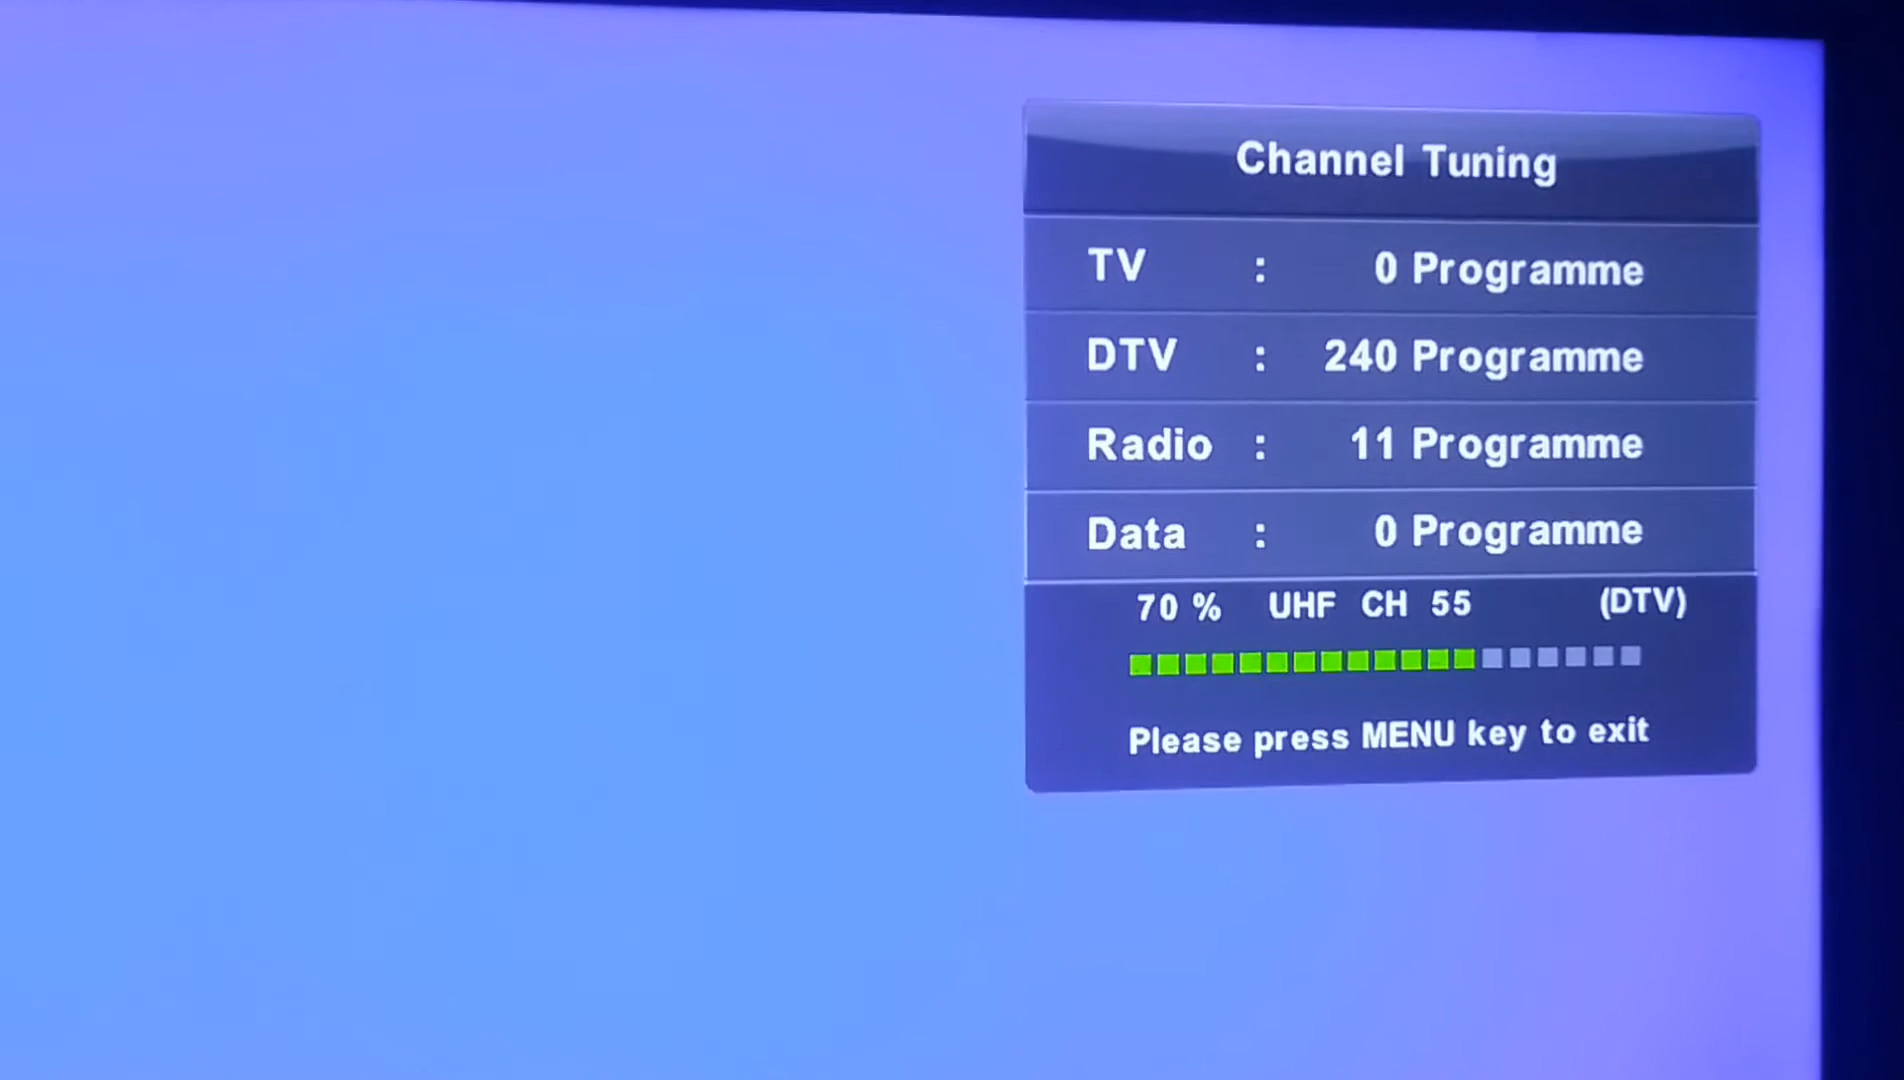 Channel Tuning
TV : 0 Programme
DTV : 240 Programme
Radio : 11 Programme
Data : 0 Programme
70 % UHF CH 55 (DTV)
Please press MENU key to exit